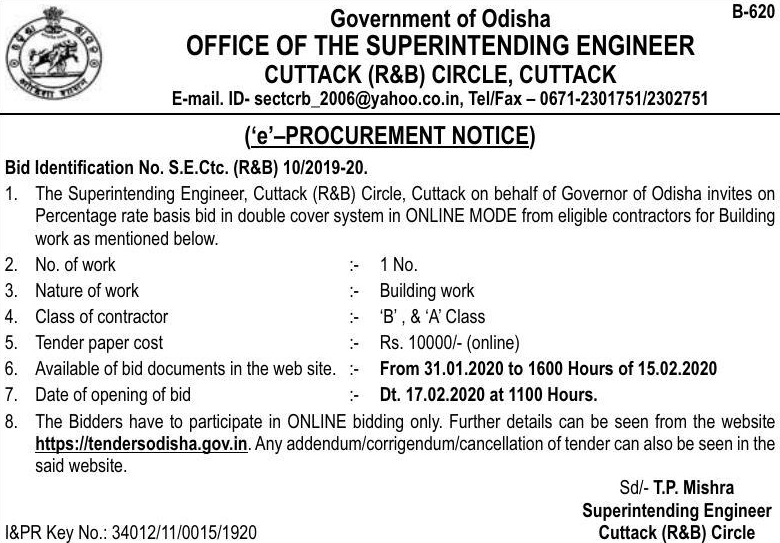 B-620
Government of Odisha
OFFICE OF THE SUPERINTENDING ENGINEER
CUTTACK (R&B) CIRCLE, CUTTACK
E-mail. ID- sectcrb_2006@yahoo.co.in, Tel/Fax – 0671-2301751/2302751
(‘e’–PROCUREMENT NOTICE)
Bid Identification No. S.E.Ctc. (R&B) 10/2019-20.
1. The Superintending Engineer, Cuttack (R&B) Circle, Cuttack on behalf of Governor of Odisha invites on
Percentage rate basis bid in double cover system in ONLINE MODE from eligible contractors for Building
work as mentioned below.
2. No. of work :- 1 No.
3. Nature of work :- Building work
4. Class of contractor :- ‘B’ , & ‘A’ Class
5. Tender paper cost :- Rs. 10000/- (online)
6. Available of bid documents in the web site. :- From 31.01.2020 to 1600 Hours of 15.02.2020
7. Date of opening of bid :- Dt. 17.02.2020 at 1100 Hours.
8. The Bidders have to participate in ONLINE bidding only. Further details can be seen from the website
https://tendersodisha.gov.in. Any addendum/corrigendum/cancellation of tender can also be seen in the
said website.
Sd/- T.P. Mishra
Superintending Engineer
Cuttack (R&B) Circle
I&PR Key No.: 34012/11/0015/1920